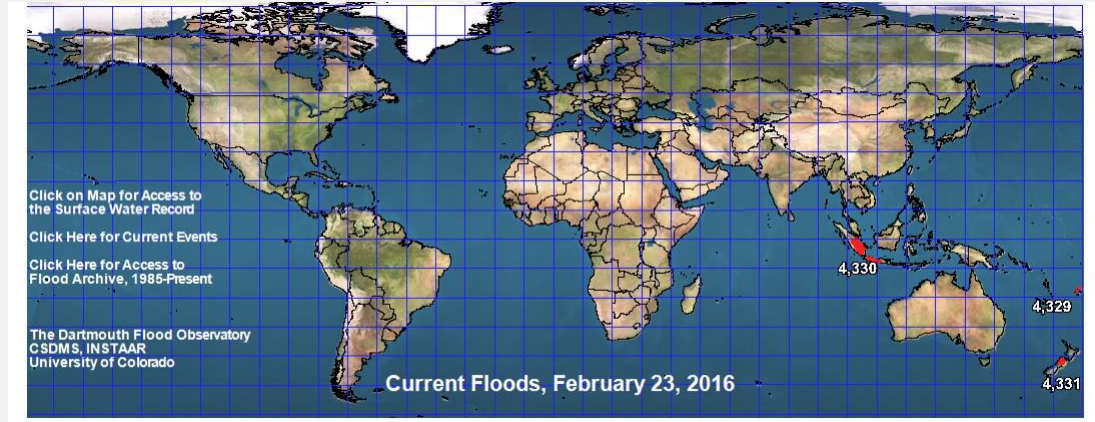 Click on Map for Access to
the Surface Water Record
Click Here for Current Events
4,330
Click Here for Access to
Flood Archive, 1985-Present
4,329
The Dartmouth Flood Observatory
CSDMS, INSTAAR
University of Colorado
Current Floods, February 23, 2016
4,331